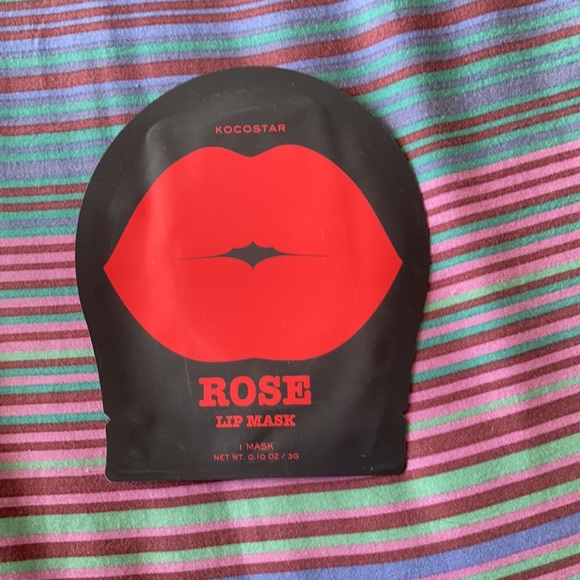 KOCOSTAR
ROSE
LIP MASK
1 MASK
NET WT. 0.10 OZ / 3G